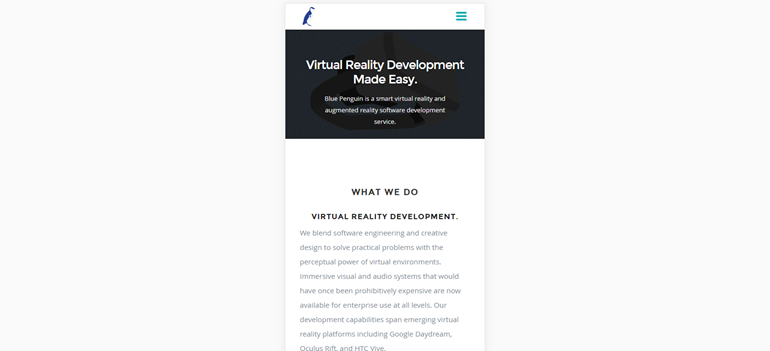 Virtual Reality Development
Made Easy.
Blue Penguin is a smart virtual reality and
augmented reality software development
service.
WHAT WE DO
VIRTUAL REALITY DEVELOPMENT.
We blend software engineering and creative
design to solve practical problems with the
perceptual power of virtual environments.
Immersive visual and audio systems that would
have once been prohibitively expensive are now
available for enterprise use at all levels. Our
development capabilities span emerging virtual
reality platforms including Google Daydream,
Oculus Rift, and HTC Vive.